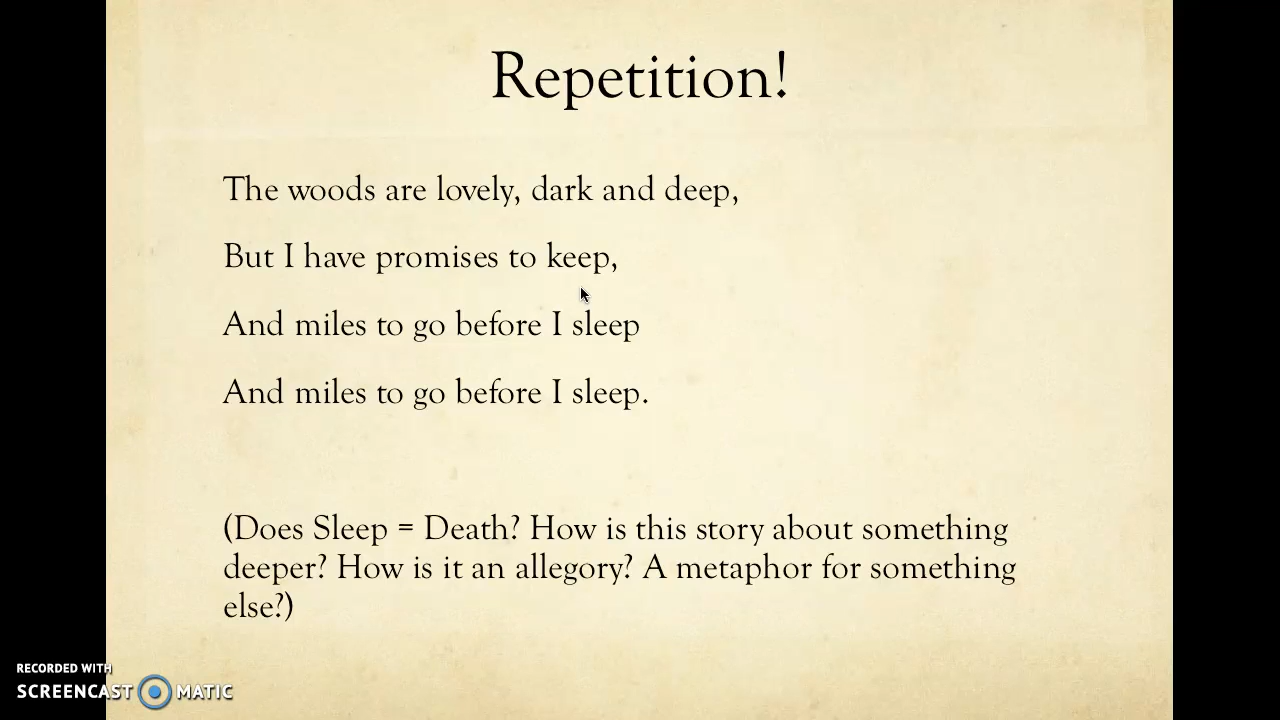 Repetition!
The woods are lovely, dark and deep,
But I have promises to keep,
And miles to go before I sleep
And miles to go before I sleep.
(Does Sleep = Death? How is this story about something
deeper? How is it an allegory? A metaphor for something
else?)
RECORDED WITH
SCREENCAST MATIC